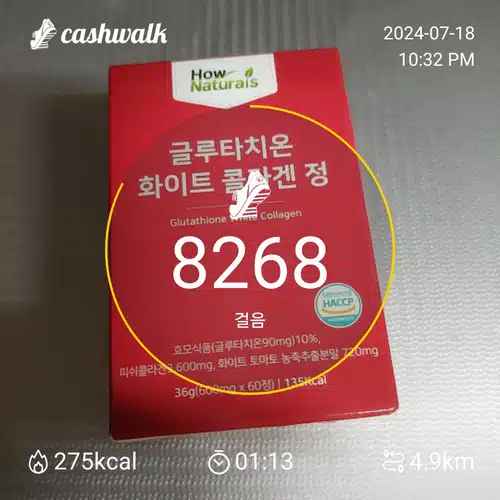 cashwalk
2024-07-18
10:32 PM
How
Naturals
글루타치온
화이트 콜라겐 정
Glutathione White Collagen
8268
걸음
HACCP
효모식품(글루타치온90mg)10%,
600mg, 화이트 토마토 농축추출분말 720mg
36g(600mg x 60정) | 135Kcal
275kcal
01:13
4.9km